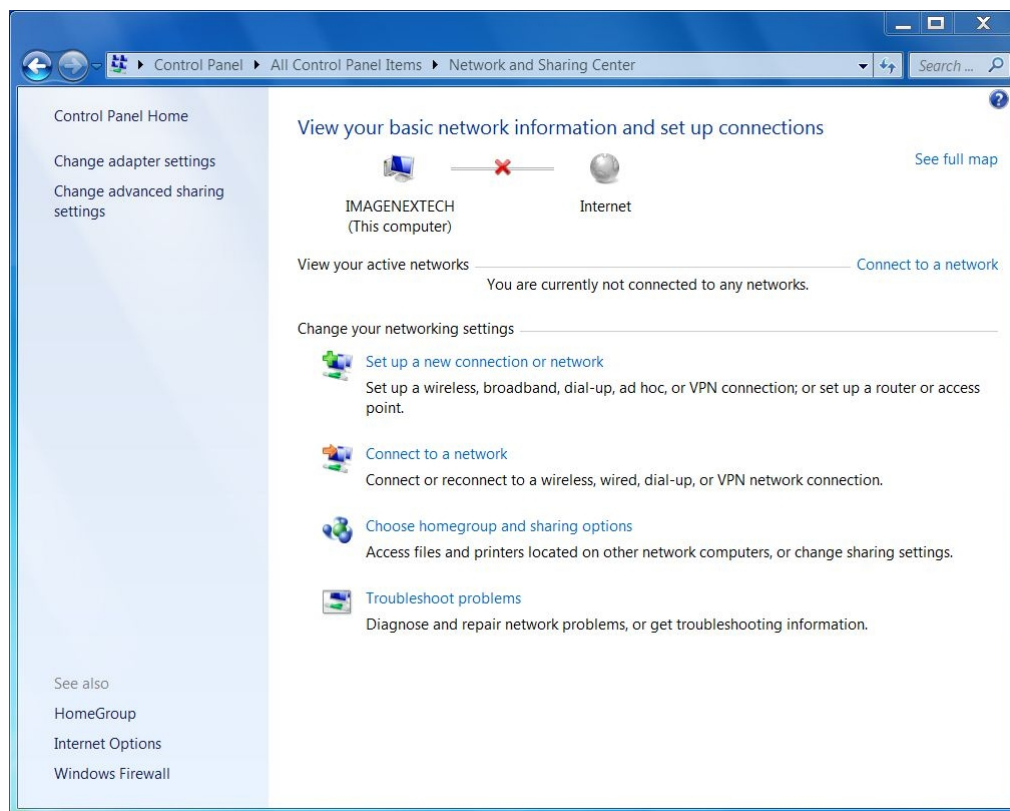 Control Panel
All Control Panel Items
Network and Sharing Center
Search ...
Control Panel Home
Change adapter settings
Change advanced sharing
settings
See also
HomeGroup
Internet Options
Windows Firewall
View your basic network information and set up connections
See full map
IMAGENEXTECH
(This computer)
Internet
View your active networks
Connect to a network
You are currently not connected to any networks.
Change your networking settings
Set up a new connection or network
Set up a wireless, broadband, dial-up, ad hoc, or VPN connection; or set up a router or access
point.
Connect to a network
Connect or reconnect to a wireless, wired, dial-up, or VPN network connection.
Choose homegroup and sharing options
Access files and printers located on other network computers, or change sharing settings.
Troubleshoot problems
Diagnose and repair network problems, or get troubleshooting information.